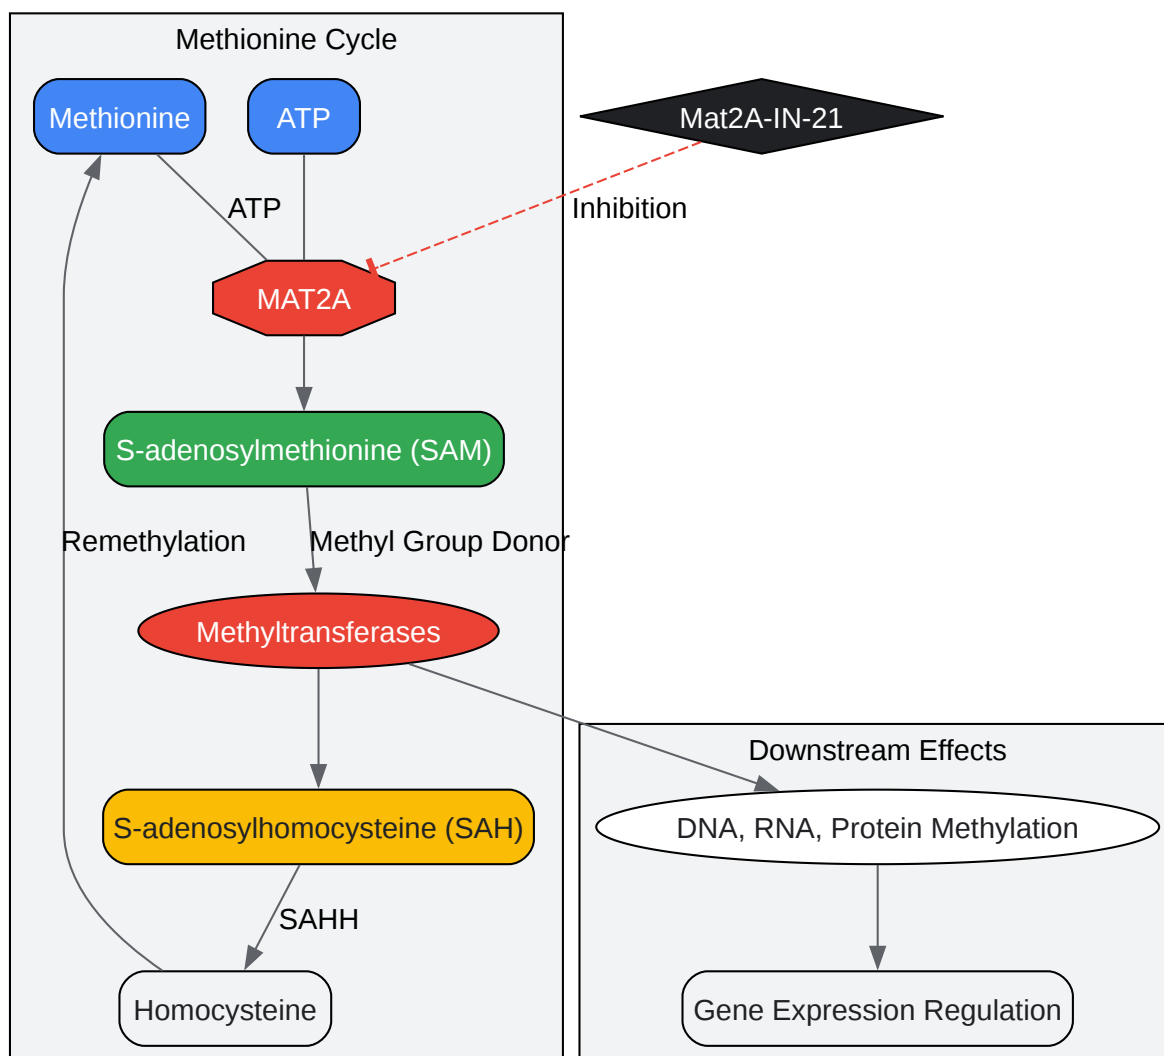 Methionine Cycle
Methionine
ATP
Mat2A-IN-21
ATP
Inhibition
MAT2A
S-adenosylmethionine (SAM)
Remethylation
Methyl Group Donor
Methyltransferases
Downstream Effects
S-adenosylhomocysteine (SAH)
DNA, RNA, Protein Methylation
SAHH
Homocysteine
Gene Expression Regulation